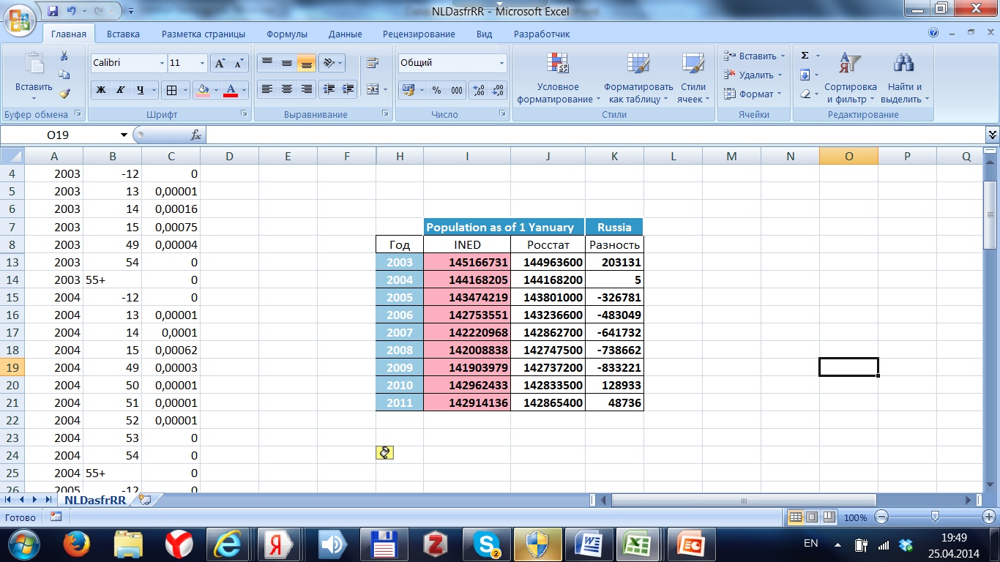 NLDasfrRR - Microsoft Excel
Главная Вставка Разметка страницы Формулы Данные Рецензирование Вид Разработчик
Вставить
Буфер обмена
Calibri 11
Ж К Ч
Шрифт
Выравнивание
Общий
% 000
Число
Условное форматирование
Форматировать как таблицу
Стили ячеек
Стили
Вставить
Удалить
Формат
Ячейки
Σ
Сортировка и фильтр
Найти и выделить
Редактирование
O19 fx
A B C D E F H I J K L M N O P Q
4 2003 -12 0
5 2003 13 0,00001
6 2003 14 0,00016
7 2003 15 0,00075 Population as of 1 Yanuary Russia
8 2003 49 0,00004 Год INED Росстат Разность
13 2003 54 0 2003 145166731 144963600 203131
14 2003 55+ 0 2004 144168205 144168200 5
15 2004 -12 0 2005 143474219 143801000 -326781
16 2004 13 0,00001 2006 142753551 143236600 -483049
17 2004 14 0,0001 2007 142220968 142862700 -641732
18 2004 15 0,00062 2008 142008838 142747500 -738662
19 2004 49 0,00003 2009 141903979 142737200 -833221
20 2004 50 0,00001 2010 142962433 142833500 128933
21 2004 51 0,00001 2011 142914136 142865400 48736
22 2004 52 0,00001
23 2004 53 0
24 2004 54 0
25 2004 55+ 0
26 2005 -12 0
NLDasfrRR
Готово 100%
EN 19:49
25.04.2014